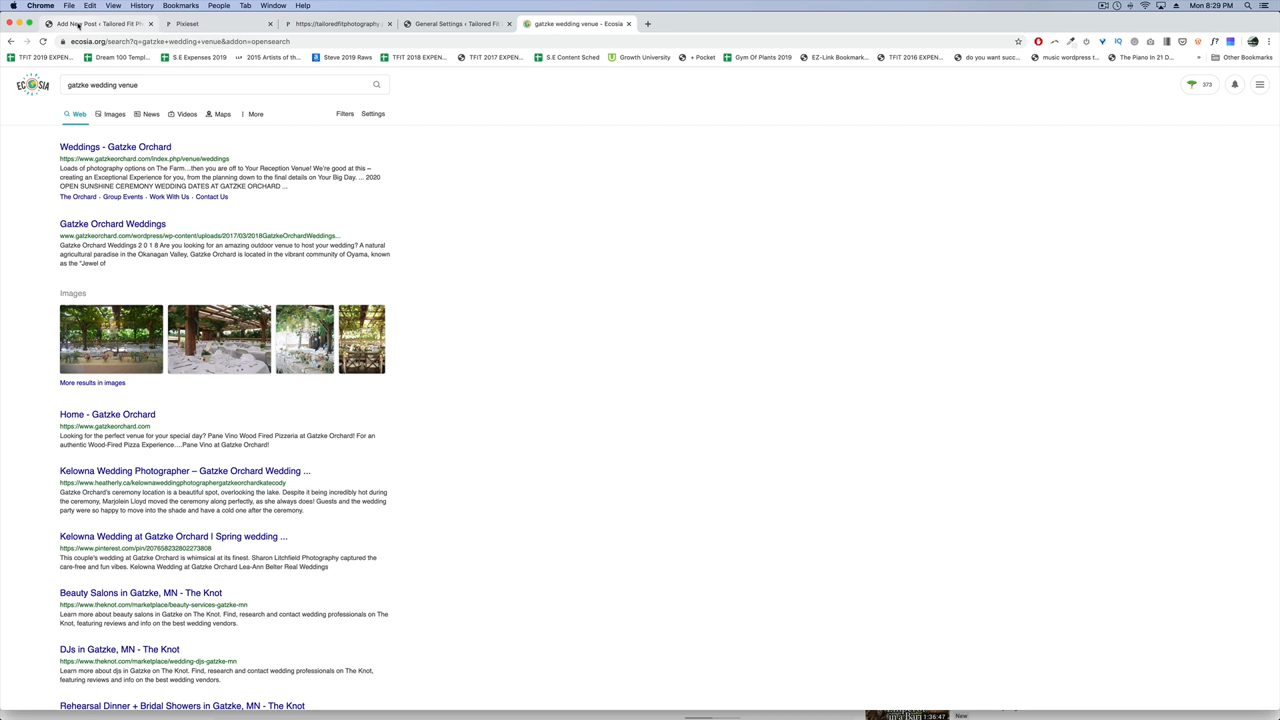 Chrome File Edit View History Bookmarks People Tab Window Help Mon 8:29 PM
Add New Post ‹ Tailored Fit Ph Pixieset https://tailoredfitphotography. General Settings ‹ Tailored Fit gatzke wedding venue - Ecosia
ecosia.org/search?q=gatzke+wedding+venue&addon=opensearch
TFIT 2019 EXPEN... Dream 100 Templ... S.E Expenses 2019 2015 Artists of th... Steve 2019 Raws TFIT 2018 EXPEN... TFIT 2017 EXPEN... S.E Content Sched Growth University + Pocket Gym Of Plants 2019 EZ-Link Bookmark... TFIT 2016 EXPEN... do you want succ... music wordpress t... The Piano In 21 D... » Other Bookmarks
ECOSIA gatzke wedding venue 373
Web Images News Videos Maps More Filters Settings
Weddings - Gatzke Orchard
https://www.gatzkeorchard.com/index.php/venue/weddings
Loads of photography options on The Farm…then you are off to Your Reception Venue! We're good at this –
creating an Exceptional Experience for you, from the planning down to the final details on Your Big Day. ... 2020
OPEN SUNSHINE CEREMONY WEDDING DATES AT GATZKE ORCHARD ...
The Orchard · Group Events · Work With Us · Contact Us
Gatzke Orchard Weddings
www.gatzkeorchard.com/wordpress/wp-content/uploads/2017/03/2018GatzkeOrchardWeddings...
Gatzke Orchard Weddings 2 0 1 8 Are you looking for an amazing outdoor venue to host your wedding? A natural
agricultural paradise in the Okanagan Valley, Gatzke Orchard is located in the vibrant community of Oyama, known
as the "Jewel of
Images
More results in images
Home - Gatzke Orchard
https://www.gatzkeorchard.com
Looking for the perfect venue for your special day? Pane Vino Wood Fired Pizzeria at Gatzke Orchard! For an
authentic Wood-Fired Pizza Experience….Pane Vino at Gatzke Orchard!
Kelowna Wedding Photographer – Gatzke Orchard Wedding ...
https://www.heatherly.ca/kelownaweddingphotographergatzkeorchardkatecody
Gatzke Orchard's ceremony location is a beautiful spot, overlooking the lake. Despite it being incredibly hot during
the ceremony, Marjolein Lloyd moved the ceremony along perfectly, as she always does! Guests and the wedding
party were so happy to move into the shade and have a cold one after the ceremony.
Kelowna Wedding at Gatzke Orchard I Spring wedding ...
https://www.pinterest.com/pin/207658232802273808
This couple's wedding at Gatzke Orchard is whimsical at its finest. Sharon Litchfield Photography captured the
care-free and fun vibes. Kelowna Wedding at Gatzke Orchard Lea-Ann Belter Real Weddings
Beauty Salons in Gatzke, MN - The Knot
https://www.theknot.com/marketplace/beauty-services-gatzke-mn
Learn more about beauty salons in Gatzke on The Knot. Find, research and contact wedding professionals on The
Knot, featuring reviews and info on the best wedding vendors.
DJs in Gatzke, MN - The Knot
https://www.theknot.com/marketplace/wedding-djs-gatzke-mn
Learn more about djs in Gatzke on The Knot. Find, research and contact wedding professionals on The Knot,
featuring reviews and info on the best wedding vendors.
Rehearsal Dinner + Bridal Showers in Gatzke, MN - The Knot
1:36:47 New